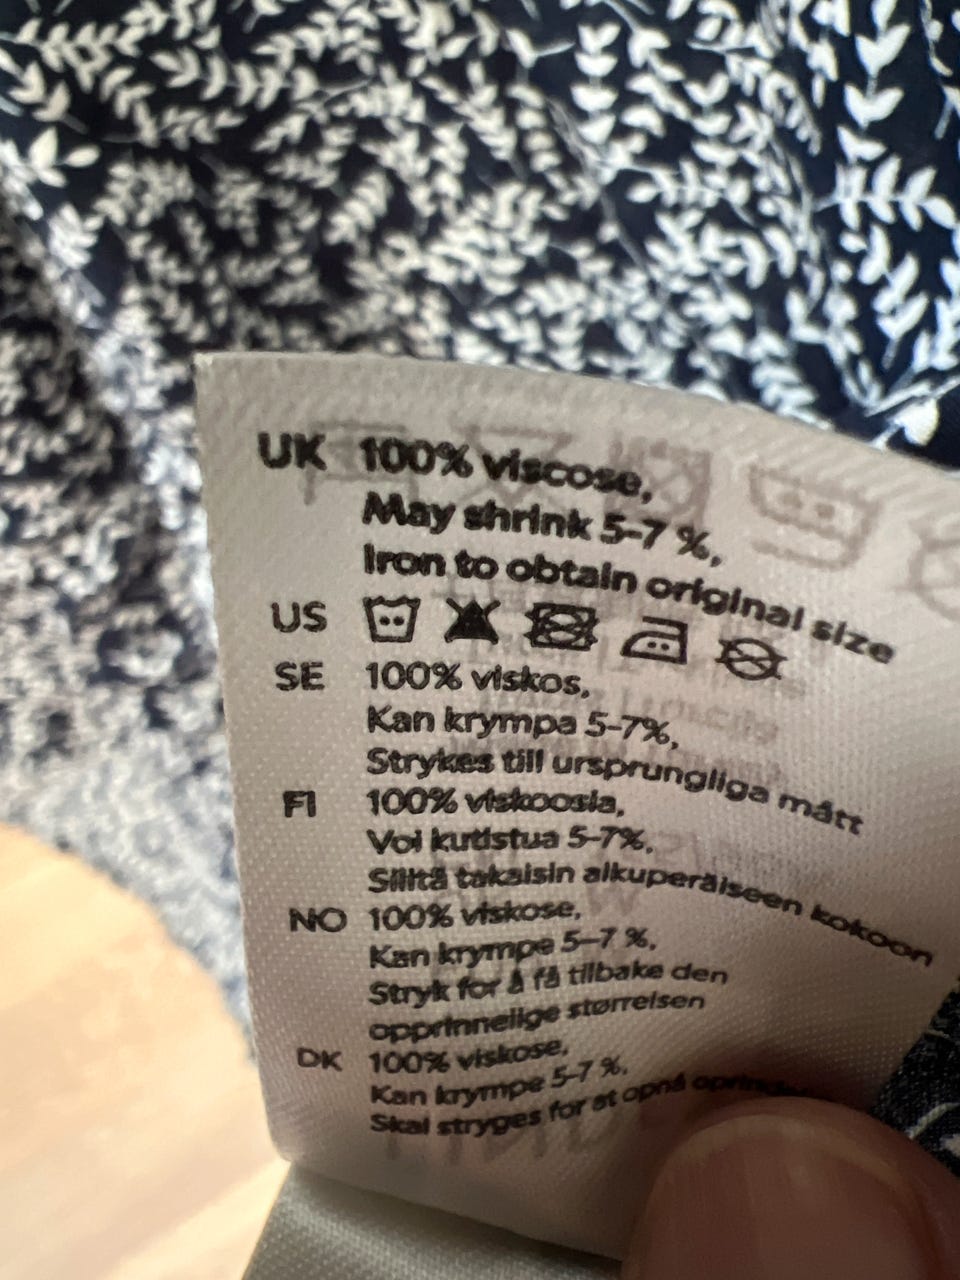 UK 100% viscose,
May shrink 5-7 %,
Iron to obtain original size
US
SE 100% viskos,
Kan krympa 5-7%,
Strykes till ursprungliga mått
FI 100% viskoosia,
Voi kutistua 5-7%,
Silitä takaisin alkuperäiseen kokoon
NO 100% viskose,
Kan krympe 5-7 %,
Stryk for å få tilbake den
opprinnelige størrelsen
DK 100% viskose,
Kan krympe 5-7 %,
Skal stryges for at opnå